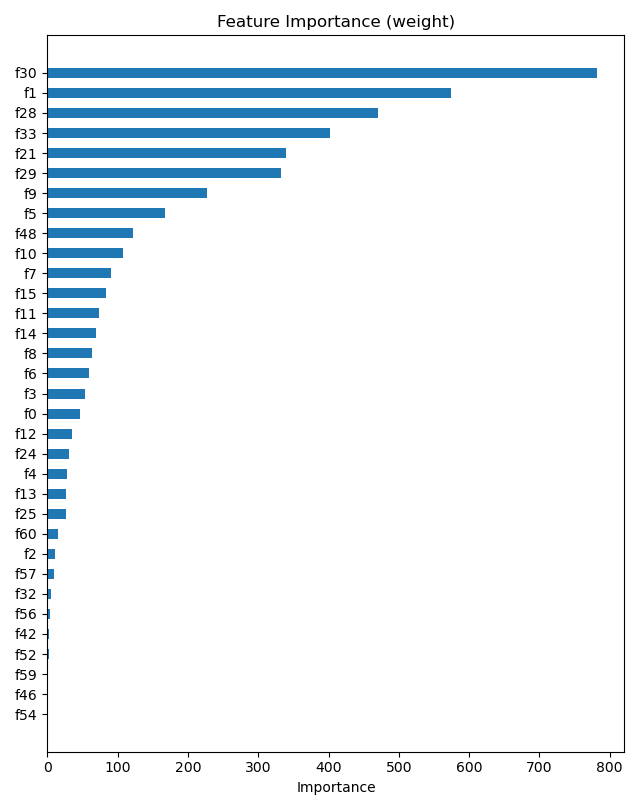 Feature Importance (weight)
f30
f1
f28
f33
f21
f29
f9
f5
f48
f10
f7
f15
f11
f14
f8
f6
f3
f0
f12
f24
f4
f13
f25
f60
f2
f57
f32
f56
f42
f52
f59
f46
f54
0 100 200 300 400 500 600 700 800
Importance